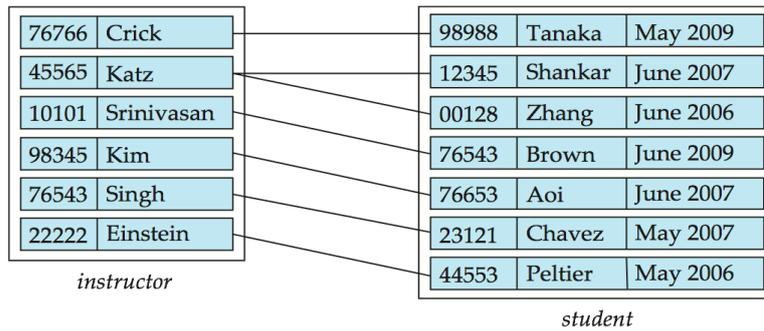 76766 Crick
45565 Katz
10101 Srinivasan
98345 Kim
76543 Singh
22222 Einstein
instructor
98988 Tanaka May 2009
12345 Shankar June 2007
00128 Zhang June 2006
76543 Brown June 2009
76653 Aoi June 2007
23121 Chavez May 2007
44553 Peltier May 2006
student